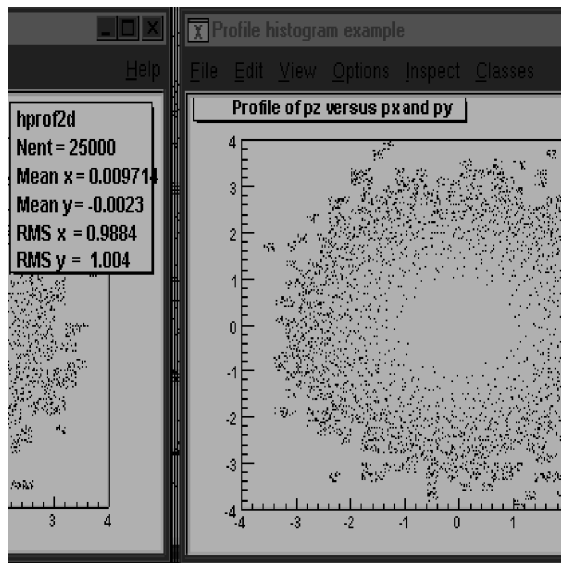 Help
hprof2d
Nent = 25000
Mean x = 0.009714
Mean y = -0.0023
RMS x = 0.9884
RMS y = 1.004
3 4
Profile histogram example
File Edit View Options Inspect Classes
Profile of pz versus px and py
4
3
2
1
0
-1
-2
-3
-4
-4 -3 -2 -1 0 1